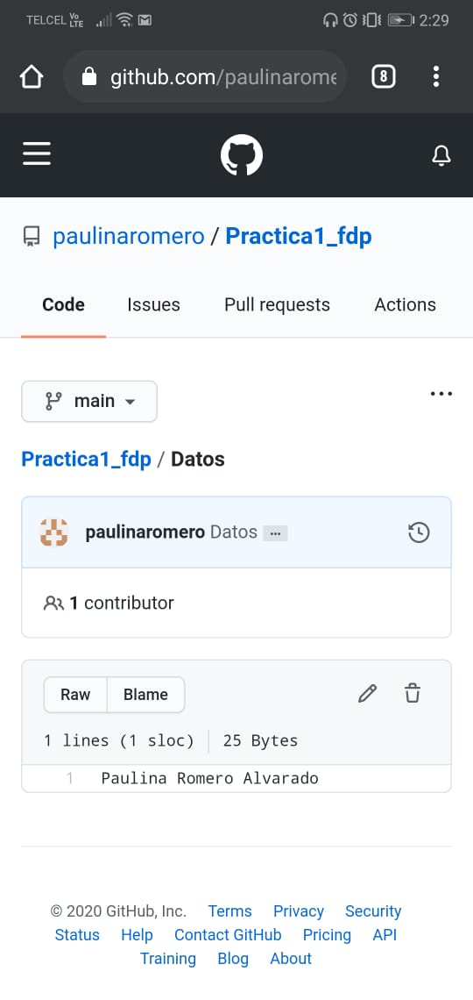 TELCEL Vo LTE 2:29
github.com/paulinarome 8
paulinaromero / Practica1_fdp
Code Issues Pull requests Actions
main
Practica1_fdp / Datos
paulinaromero Datos ...
1 contributor
Raw Blame
1 lines (1 sloc) 25 Bytes
1 Paulina Romero Alvarado
© 2020 GitHub, Inc. Terms Privacy Security
Status Help Contact GitHub Pricing API
Training Blog About